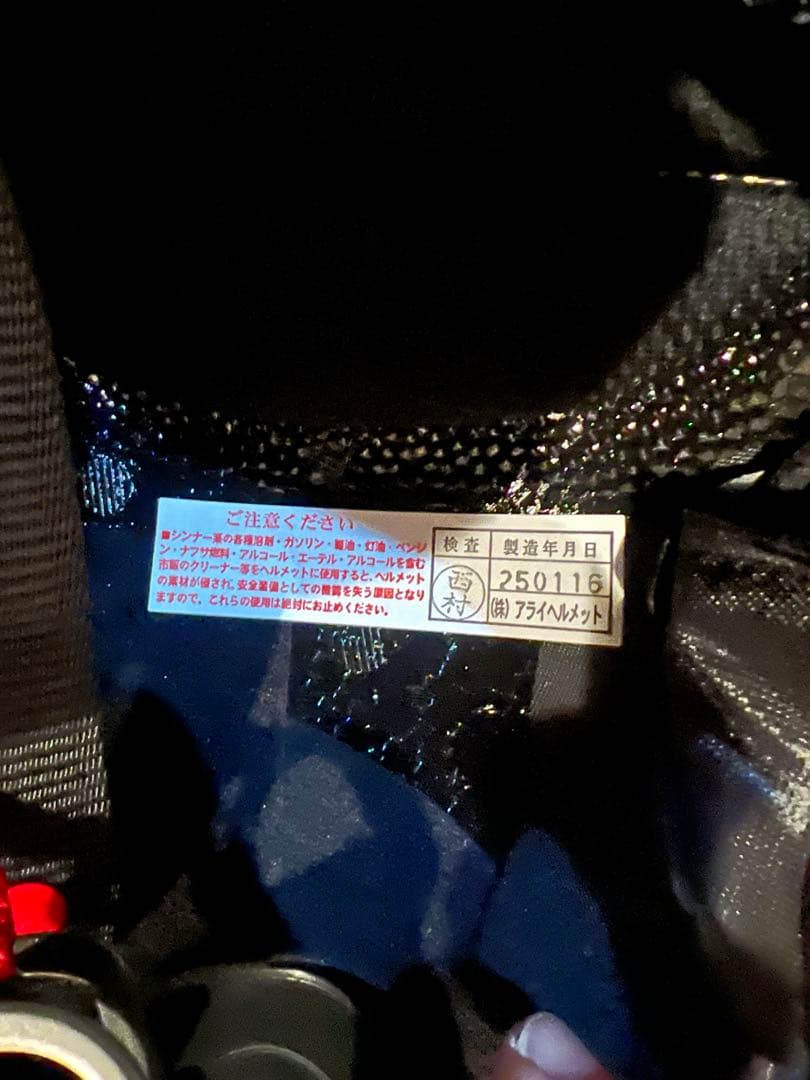 ご注意ください
■シンナー系の各種溶剤・ガソリン・軽油・灯油・ベンジ
ン・ナフサ燃料・アルコール・エーテル・アルコールを含む
市販のクリーナー等をヘルメットに使用すると、ヘルメット
の素材が侵され、安全装備としての機能を失う原因となり
ますので、これらの使用は絶対にお止めください。
検査 製造年月日
西村 250116
(株)アライヘルメット